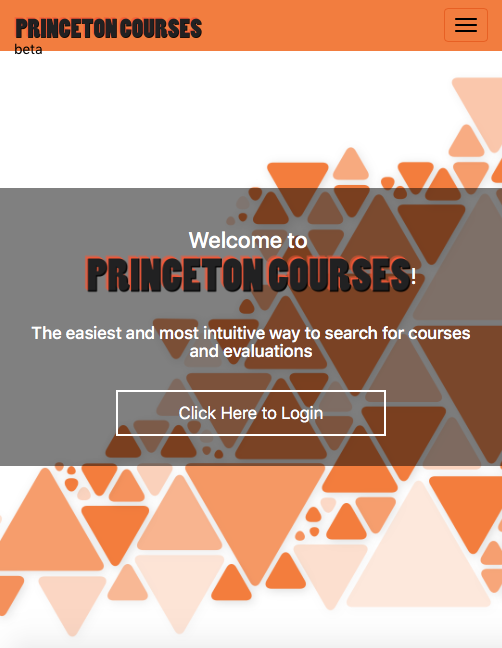 PRINCETON COURSES
beta
Welcome to
PRINCETON COURSES!
The easiest and most intuitive way to search for courses
and evaluations
Click Here to Login